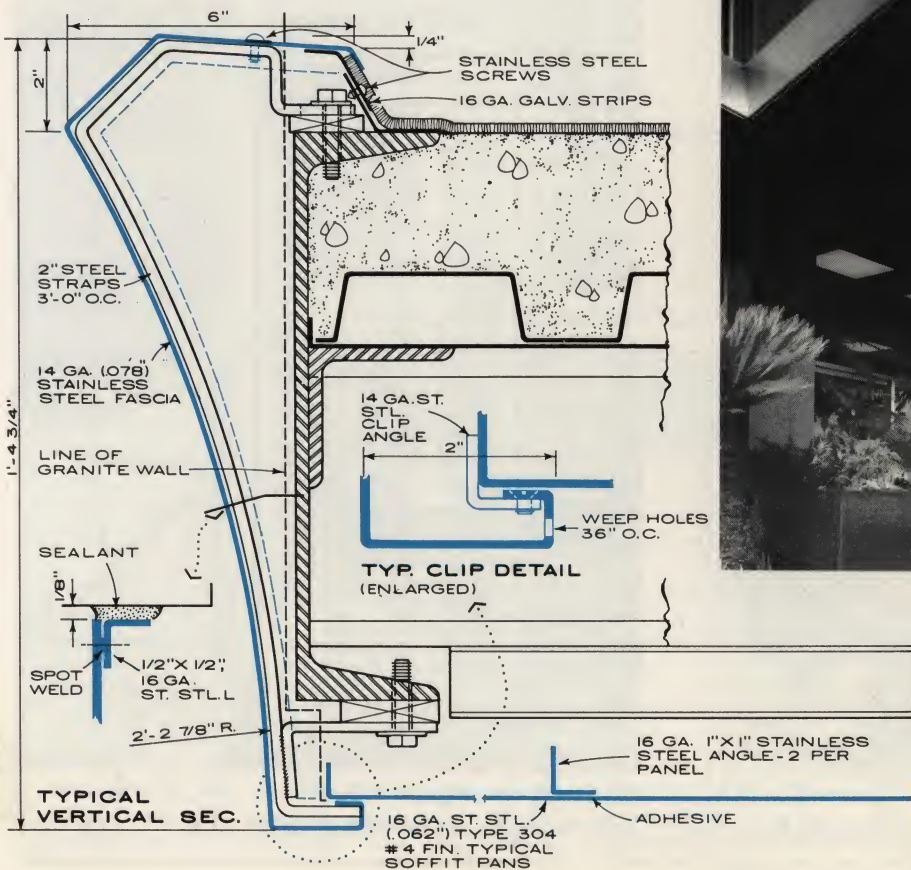 6"
1/4"
2"
STAINLESS STEEL
SCREWS
16 GA. GALV. STRIPS
2" STEEL
STRAPS
3'-0" O.C.
14 GA. (.078)
STAINLESS
STEEL FASCIA
1'-4 3/4"
LINE OF
GRANITE WALL
14 GA. ST.
STL.
CLIP
ANGLE
2"
WEEP HOLES
36" O.C.
TYP. CLIP DETAIL
(ENLARGED)
SEALANT
1/8"
SPOT
WELD
1/2" X 1/2",
16 GA.
ST. STL. L
2'-2 7/8" R.
TYPICAL
VERTICAL SEC.
16 GA. 1" X 1" STAINLESS
STEEL ANGLE - 2 PER
PANEL
ADHESIVE
16 GA. ST. STL.
(.062") TYPE 304
# 4 FIN. TYPICAL
SOFFIT PANS